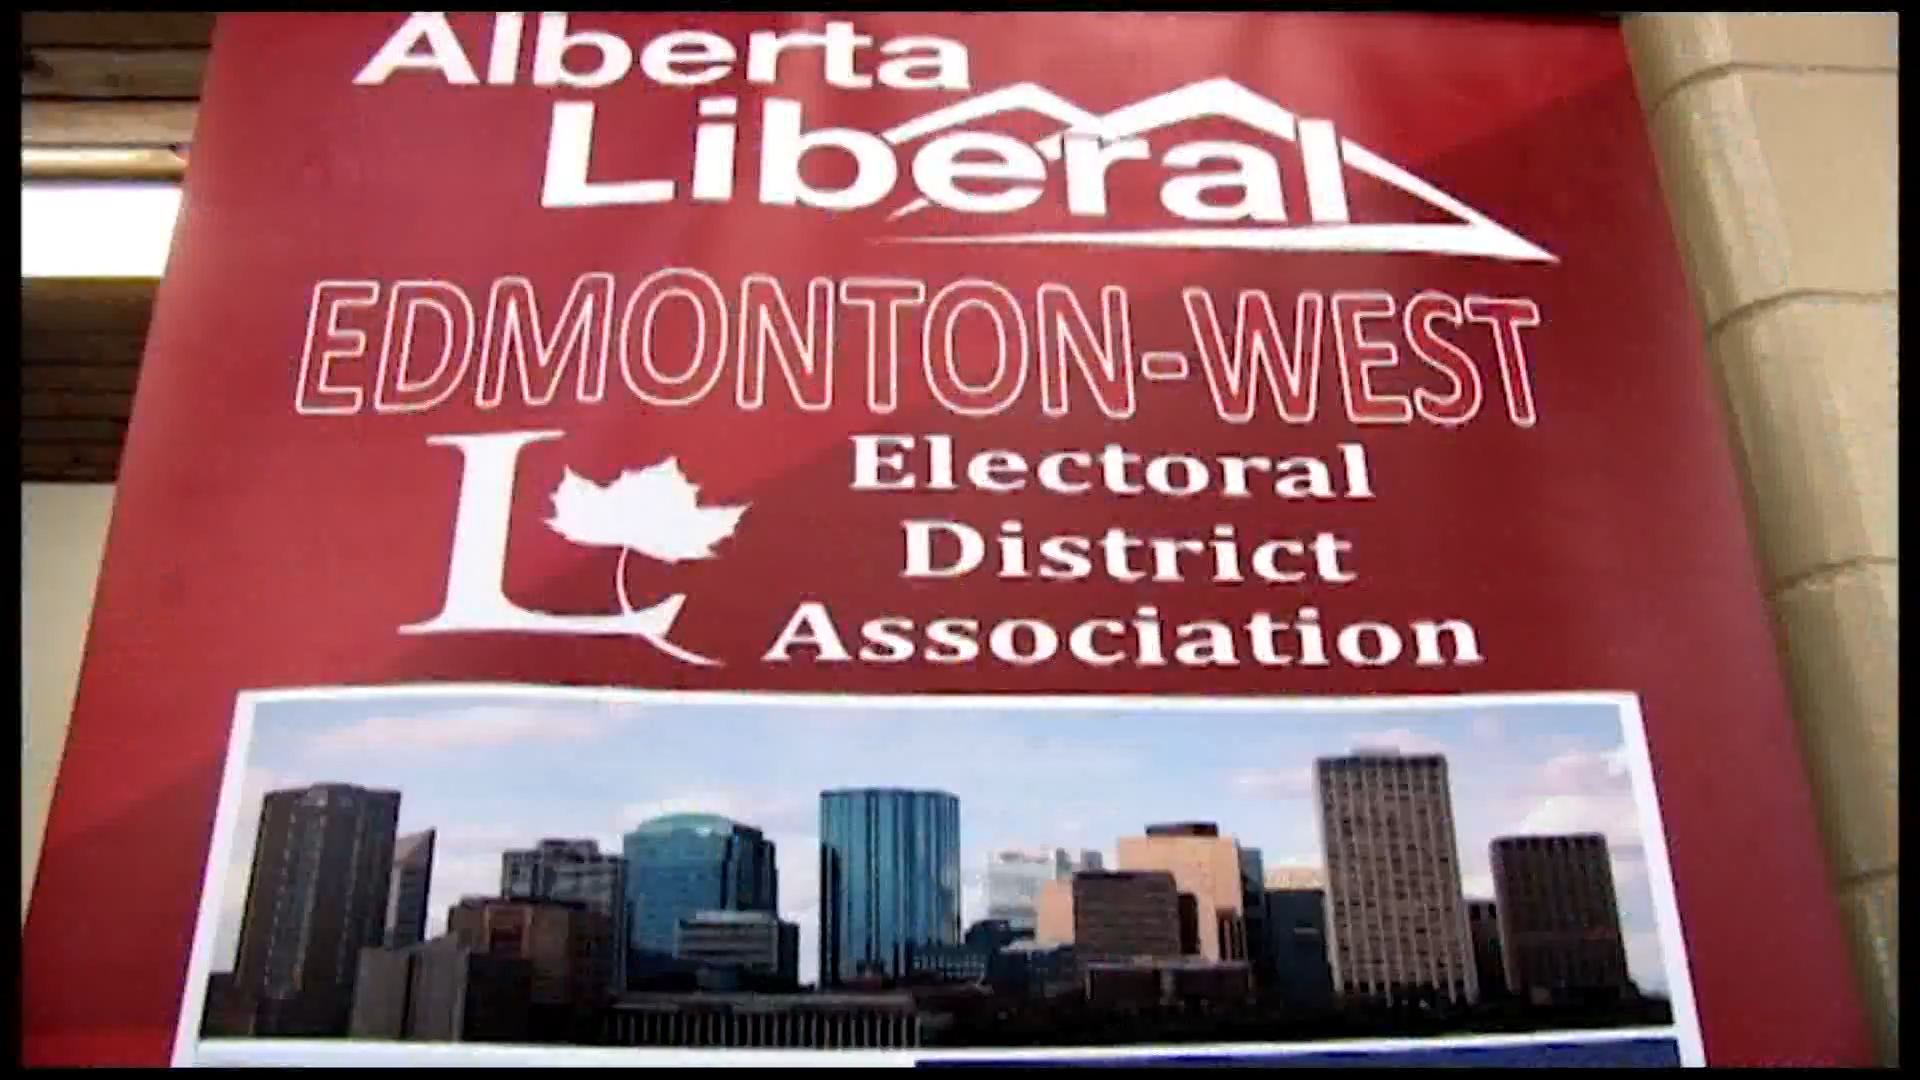 Alberta
Liberal
EDMONTON-WEST
L
Electoral
District
Association